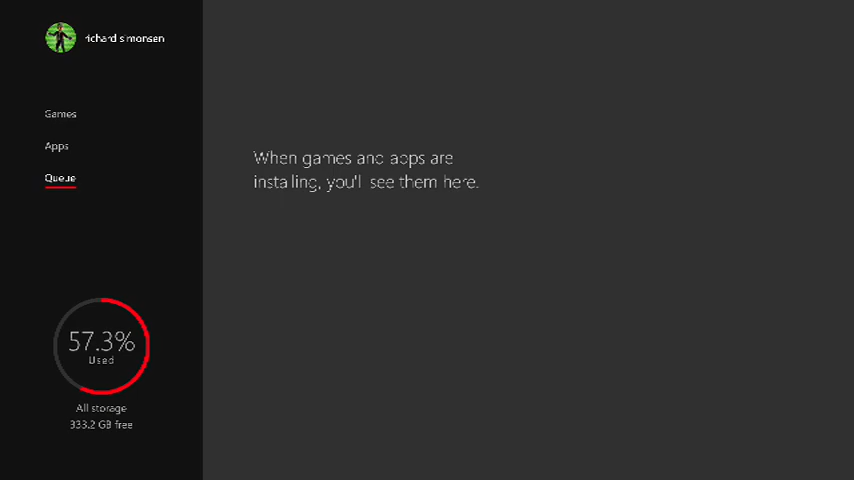 richard simonsen
Games
Apps
Queue
When games and apps are
installing, you'll see them here.
57.3%
Used
All storage
333.2 GB free